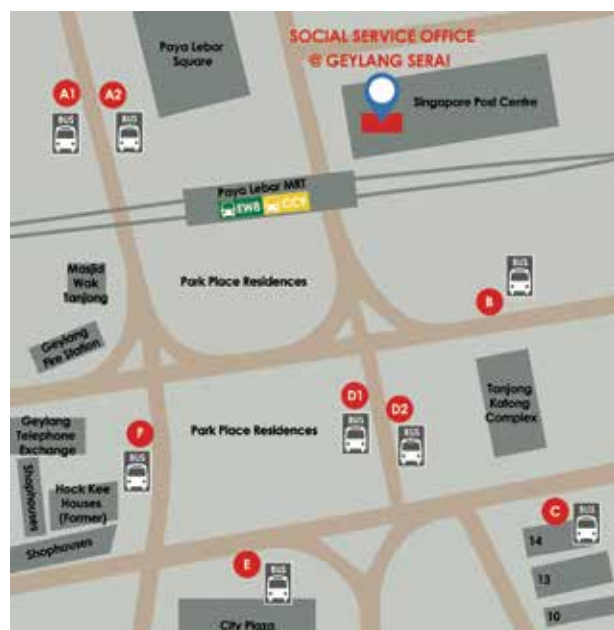 SOCIAL SERVICE OFFICE
@ GEYLANG SERAI
Paya Lebar
Square
A1
A2
BUS
BUS
Singapore Post Centre
Paya Lebar MRT
EW8
CC9
Masjid
Wak
Tanjong
Park Place Residences
BUS
B
Geylang
Fire Station
Tanjong
Katong
Complex
D1
D2
BUS
BUS
Geylang
Telephone
Exchange
F
BUS
Park Place Residences
Shophouses
Hock Kee
Houses
(Former)
Shophouses
C
BUS
14
13
10
E
BUS
City Plaza